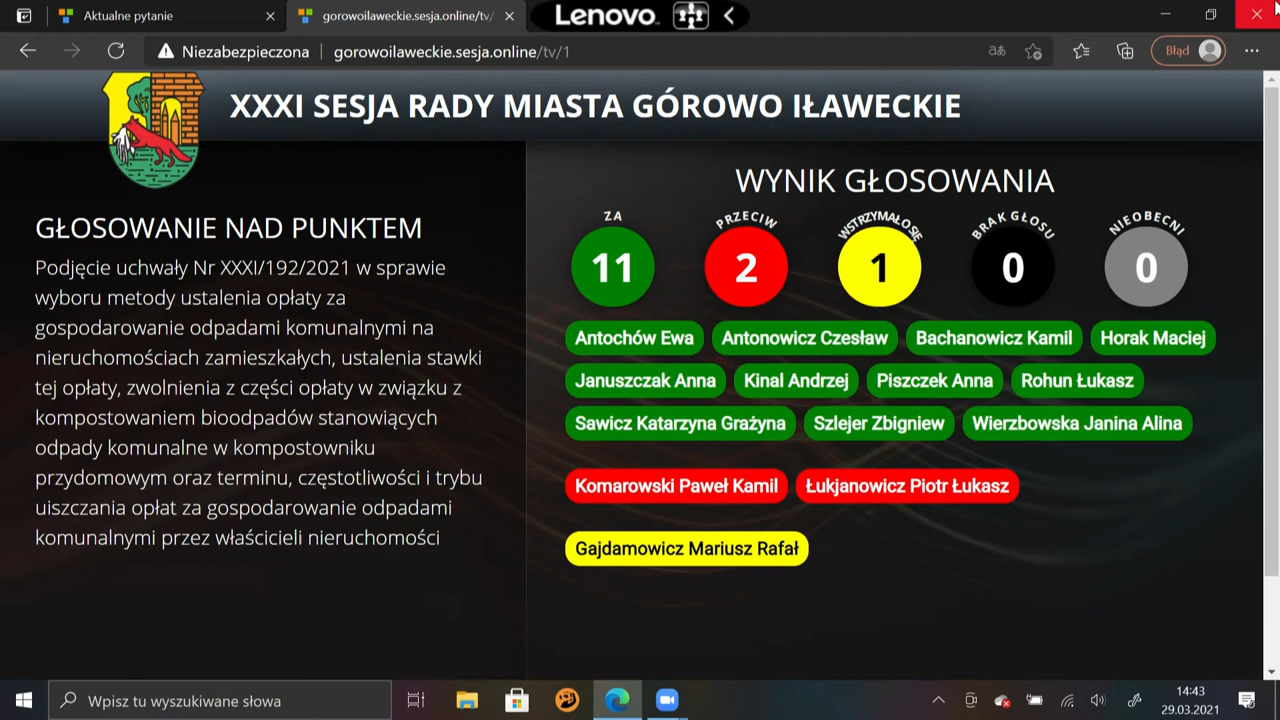 Aktualne pytanie
gorowoilaweckie.sesja.online/tv/
Lenovo
Niezabezpieczona
gorowoilaweckie.sesja.online/tv/1
Błąd
XXXI SESJA RADY MIASTA GÓROWO IŁAWECKIE
GŁOSOWANIE NAD PUNKTEM
Podjęcie uchwały Nr XXXI/192/2021 w sprawie
wyboru metody ustalenia opłaty za
gospodarowanie odpadami komunalnymi na
nieruchomościach zamieszkałych, ustalenia stawki
tej opłaty, zwolnienia z części opłaty w związku z
kompostowaniem bioodpadów stanowiących
odpady komunalne w kompostowniku
przydomowym oraz terminu, częstotliwości i trybu
uiszczania opłat za gospodarowanie odpadami
komunalnymi przez właścicieli nieruchomości
WYNIK GŁOSOWANIA
ZA PRZECIW WSTRZYMAŁO SIĘ BRAK GŁOSU NIEOBECNI
11 2 1 0 0
Antochów Ewa Antonowicz Czesław Bachanowicz Kamil Horak Maciej
Januszczak Anna Kinal Andrzej Piszczek Anna Rohun Łukasz
Sawicz Katarzyna Grażyna Szlejer Zbigniew Wierzbowska Janina Alina
Komarowski Paweł Kamil Łukjanowicz Piotr Łukasz
Gajdamowicz Mariusz Rafał
Wpisz tu wyszukiwane słowa
14:43
29.03.2021